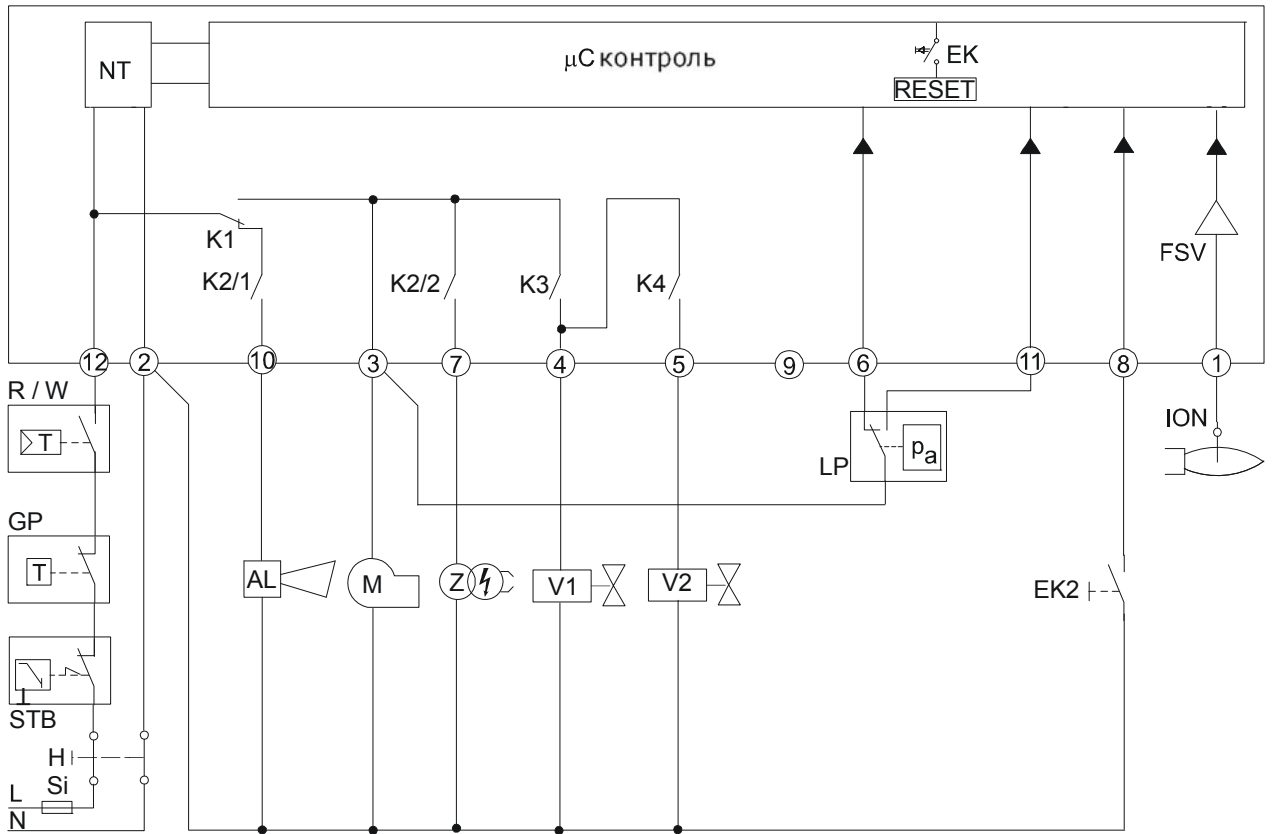 NT
μC контроль
EK
RESET
FSV
K1
K2/1
K2/2
K3
K4
12
2
10
3
7
4
5
9
6
11
8
1
R / W
T
LP
pa
ION
GP
T
AL
M
Z
V1
V2
EK2
STB
H
Si
L
N